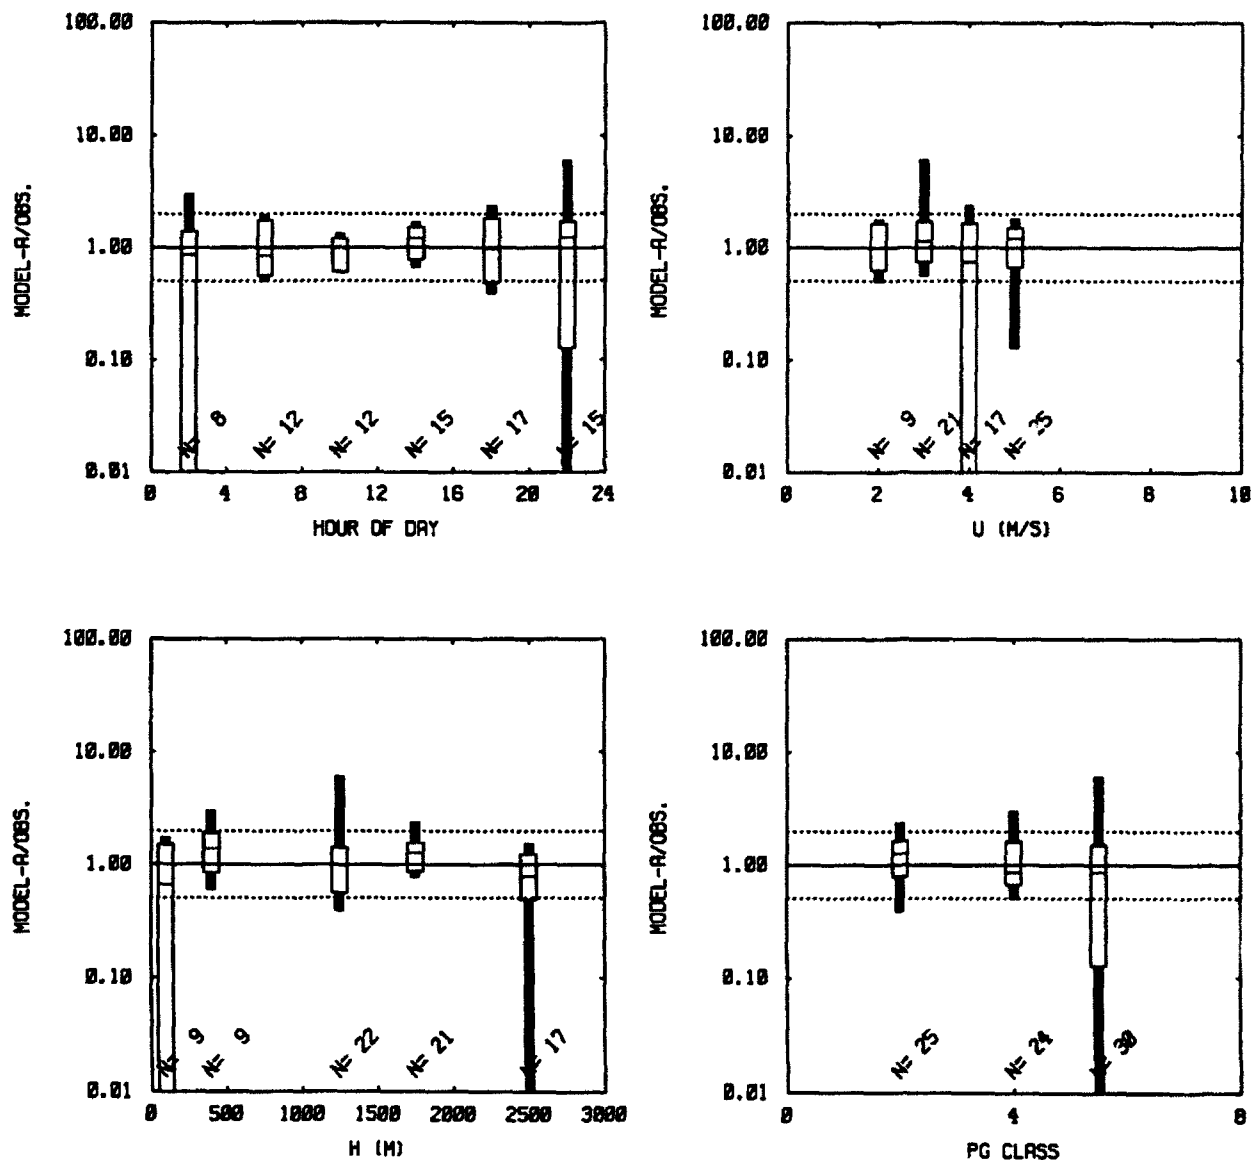 100.00
10.00
1.00
0.10
0.01
MODEL-A/OBS.
N= 8
N= 12
N= 12
N= 15
N= 17
N= 15
0 4 8 12 16 20 24
HOUR OF DAY
100.00
10.00
1.00
0.10
0.01
MODEL-A/OBS.
N= 9
N= 21
N= 17
N= 25
0 2 4 6 8 10
U (M/S)
100.00
10.00
1.00
0.10
0.01
MODEL-A/OBS.
N= 9
N= 9
N= 22
N= 21
N= 17
0 500 1000 1500 2000 2500 3000
H (M)
100.00
10.00
1.00
0.10
0.01
MODEL-A/OBS.
N= 25
N= 24
N= 30
0 4 8
PG CLASS